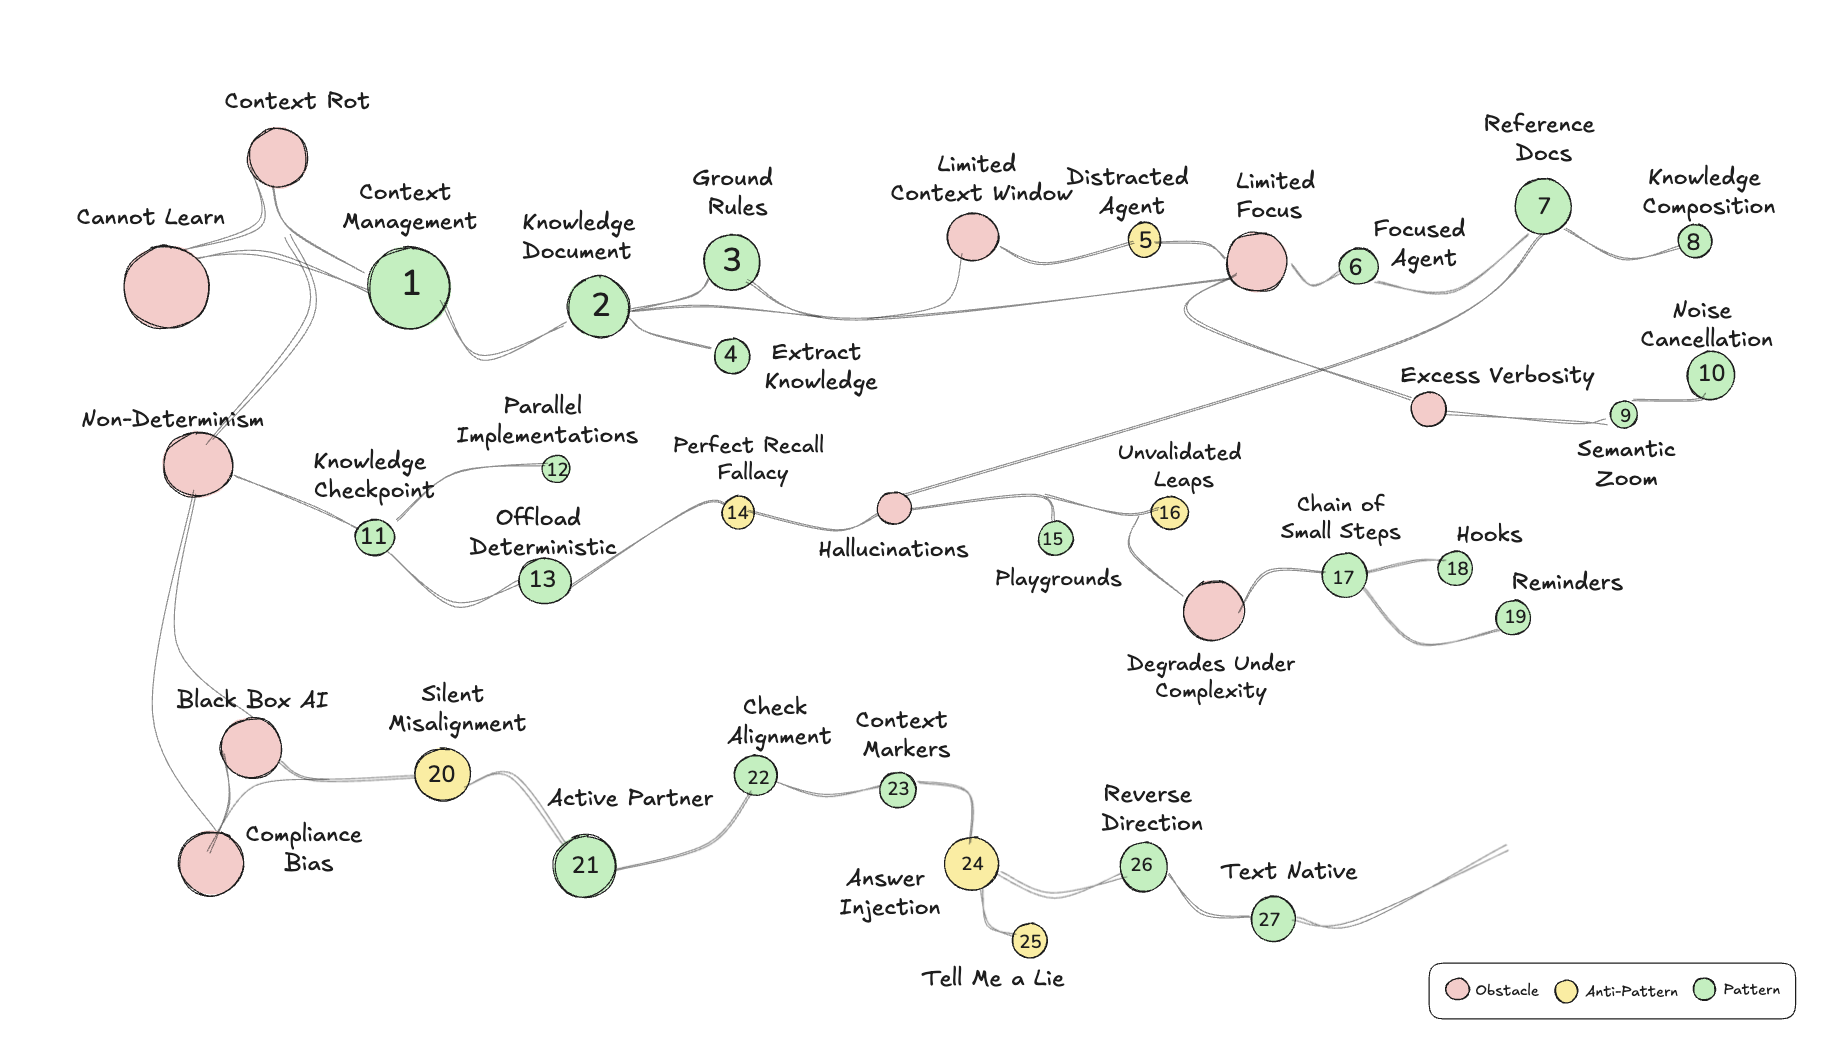 Context Rot
Cannot Learn
Context
Management
1
Knowledge
Document
2
Ground
Rules
3
4
Extract
Knowledge
Limited
Context Window
Distracted
Agent
5
Limited
Focus
6
Focused
Agent
Reference
Docs
7
Knowledge
Composition
8
Noise
Cancellation
10
Excess Verbosity
9
Semantic
Zoom
Non-Determinism
Knowledge
Checkpoint
11
Parallel
Implementations
12
Offload
Deterministic
13
Perfect Recall
Fallacy
14
Hallucinations
15
Playgrounds
Unvalidated
Leaps
16
Degrades Under
Complexity
Chain of
Small Steps
17
Hooks
18
Reminders
19
Black Box AI
Compliance
Bias
Silent
Misalignment
20
Active Partner
21
Check
Alignment
22
Context
Markers
23
24
Answer
Injection
25
Tell Me a Lie
Reverse
Direction
26
Text Native
27
Obstacle
Anti-Pattern
Pattern